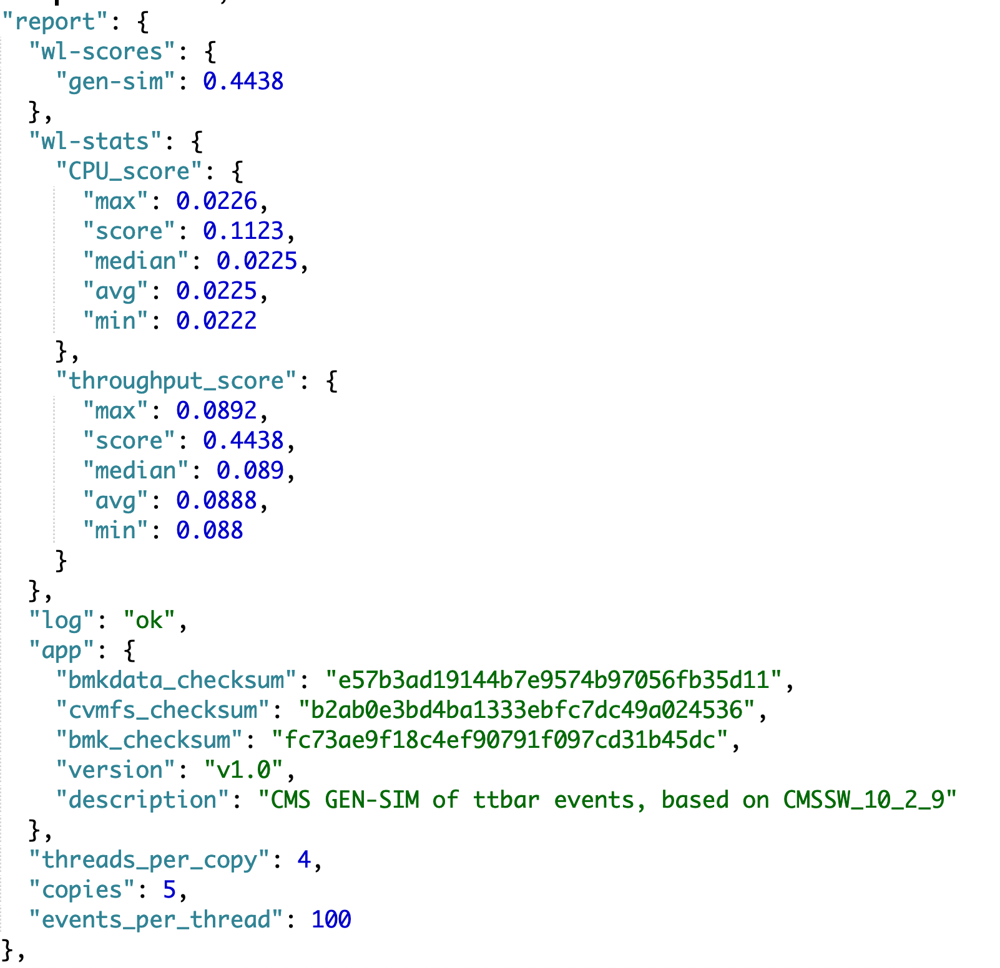 "report": {
"wl-scores": {
"gen-sim": 0.4438
},
"wl-stats": {
"CPU_score": {
"max": 0.0226,
"score": 0.1123,
"median": 0.0225,
"avg": 0.0225,
"min": 0.0222
},
"throughput_score": {
"max": 0.0892,
"score": 0.4438,
"median": 0.089,
"avg": 0.0888,
"min": 0.088
}
},
"log": "ok",
"app": {
"bmkdata_checksum": "e57b3ad19144b7e9574b97056fb35d11",
"cvmfs_checksum": "b2ab0e3bd4ba1333ebfc7dc49a024536",
"bmk_checksum": "fc73ae9f18c4ef90791f097cd31b45dc",
"version": "v1.0",
"description": "CMS GEN-SIM of ttbar events, based on CMSSW_10_2_9"
},
"threads_per_copy": 4,
"copies": 5,
"events_per_thread": 100
},